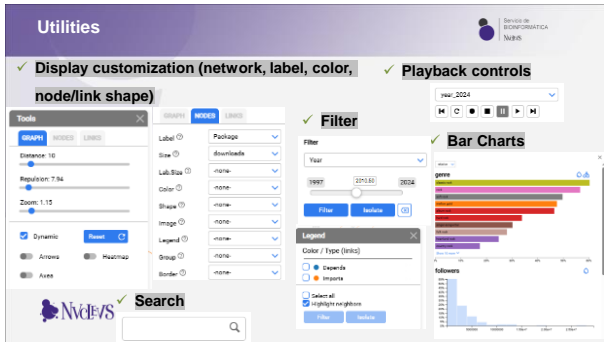 Utilities
Servicio de
BIOINFORMÁTICA
Nucleus
✓ Display customization (network, label, color,
node/link shape)
✓ Playback controls
year_2024
Tools
GRAPH NODES LINKS
Distance: 10
Repulsion: 7.94
Zoom: 1.15
Dynamic
Reset
Arrows
Heatmap
Axes
GRAPH NODES LINKS
Label Package
Size downloads
Lab.Size -none-
Color -none-
Shape -none-
Image -none-
Legend -none-
Group -none-
Border -none-
✓ Filter
Filter
Year
1997 2010.50 2024
Filter Isolate
Legend
Color / Type (links)
Depends
Imports
Select all
Highlight neighbors
Filter Isolate
✓ Bar Charts
genre
followers
✓ Search